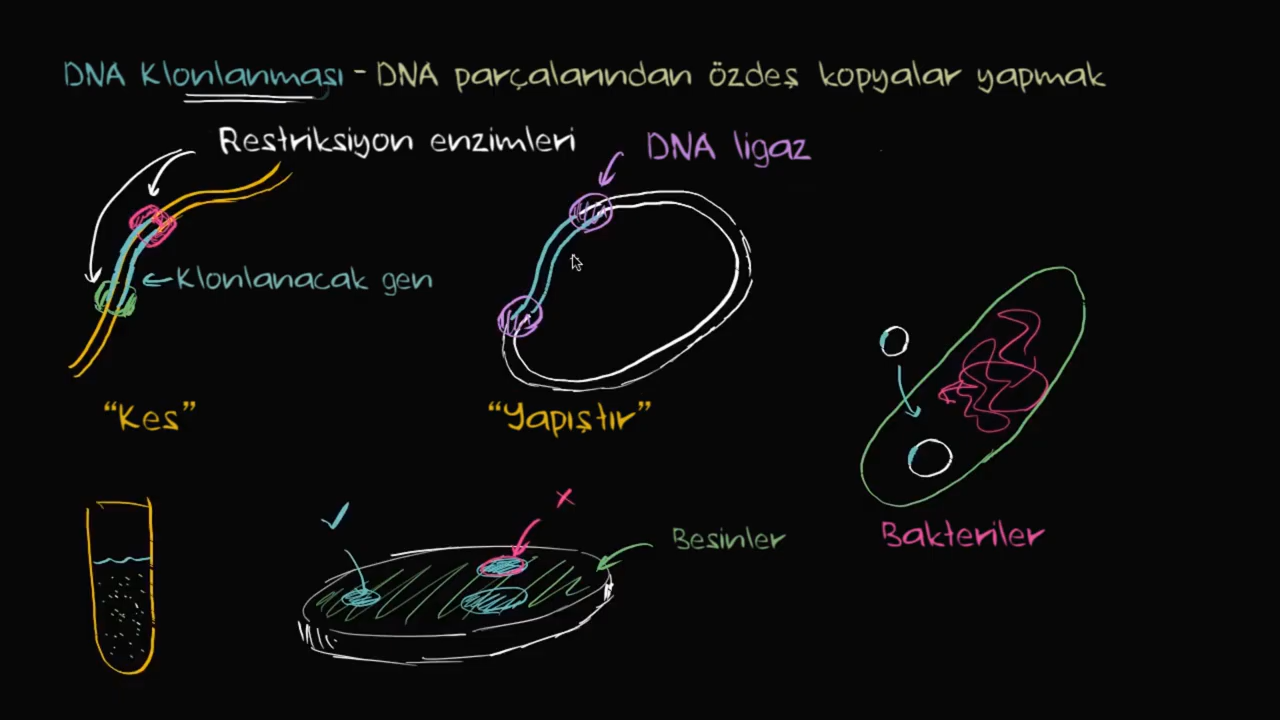 DNA Klonlanması - DNA parçalarından özdeş kopyalar yapmak
Restriksiyon enzimleri
DNA ligaz
Klonlanacak gen
"Kes"
"Yapıştır"
Besinler
Bakteriler